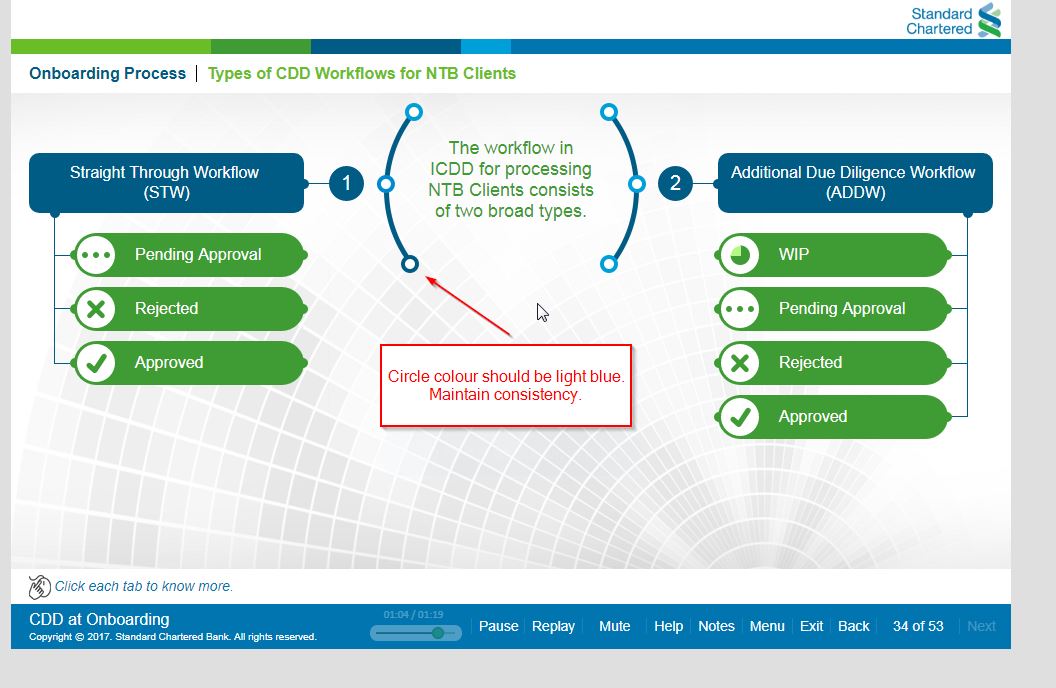 Standard
Chartered
Onboarding Process | Types of CDD Workflows for NTB Clients
Straight Through Workflow
(STW)
1
The workflow in
ICDD for processing
NTB Clients consists
of two broad types.
2
Additional Due Diligence Workflow
(ADDW)
Pending Approval
Rejected
Approved
WIP
Pending Approval
Rejected
Approved
Circle colour should be light blue.
Maintain consistency.
Click each tab to know more.
CDD at Onboarding
Copyright © 2017. Standard Chartered Bank. All rights reserved.
01:04 / 01:19
Pause Replay Mute Help Notes Menu Exit Back 34 of 53 Next